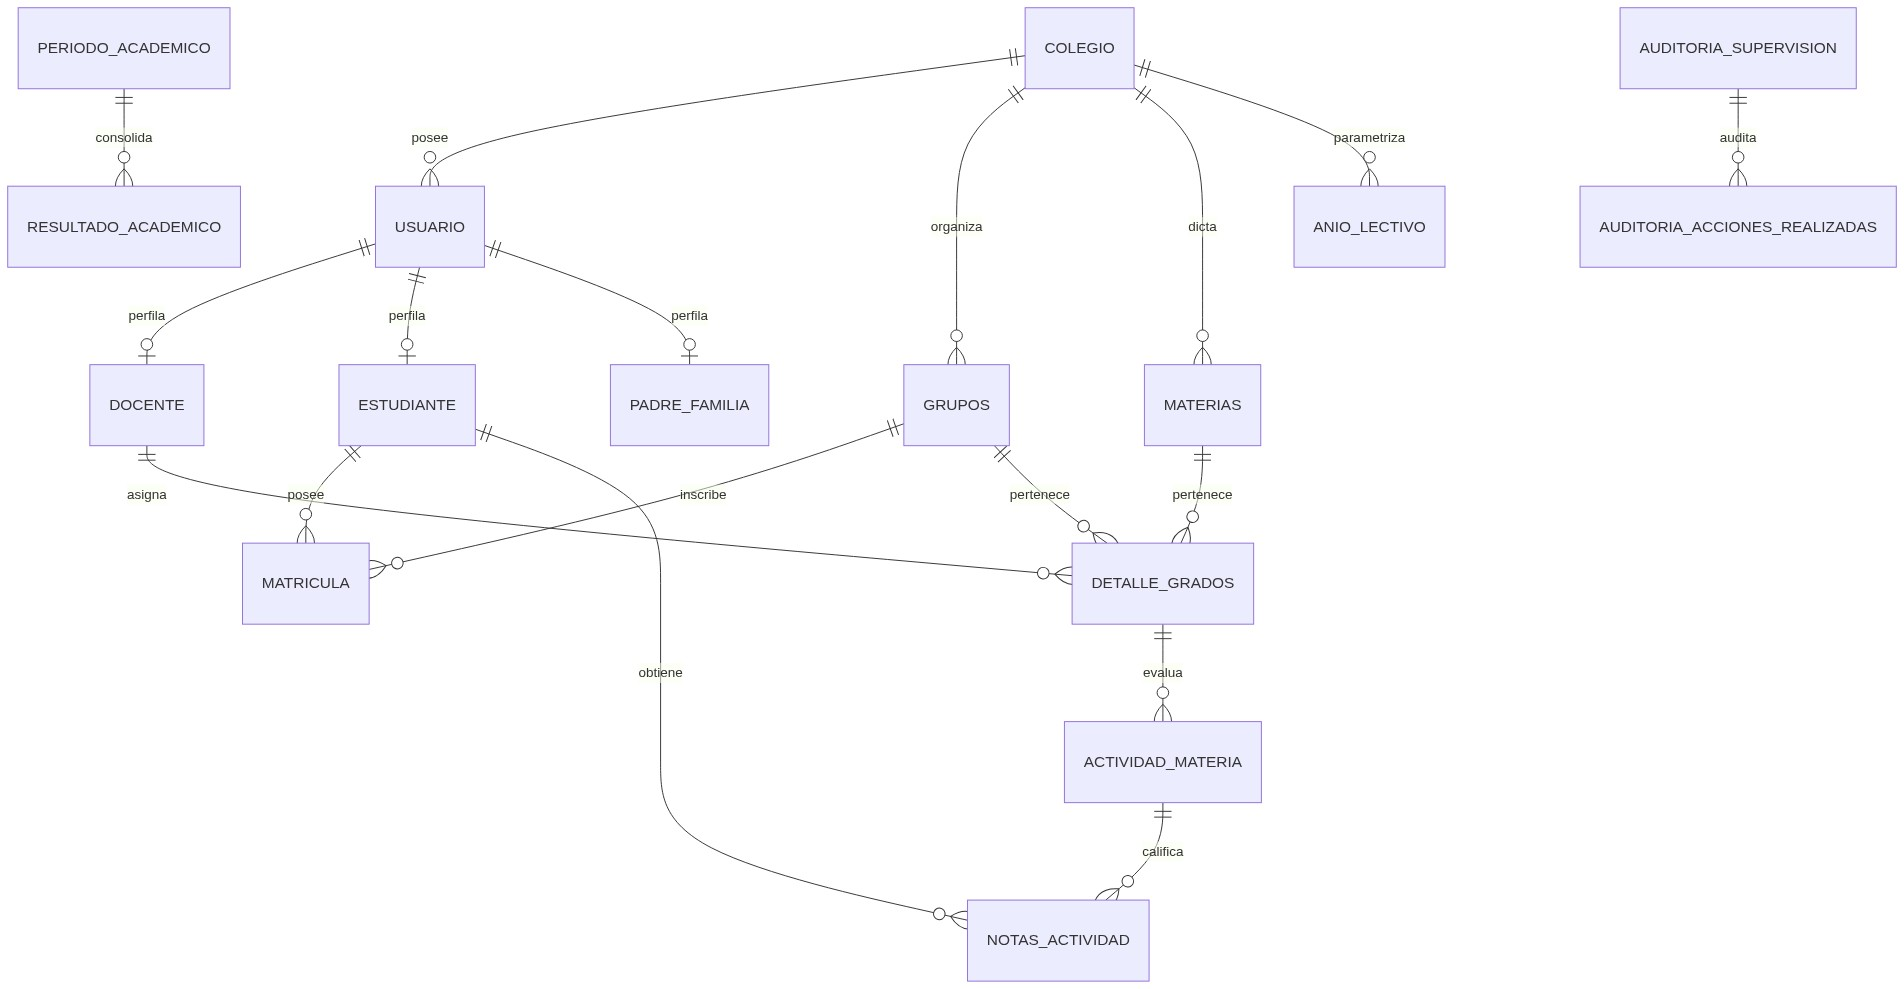 PERIODO_ACADEMICO
COLEGIO
AUDITORIA_SUPERVISION
consolida
posee
parametriza
audita
RESULTADO_ACADEMICO
USUARIO
organiza
dicta
ANIO_LECTIVO
AUDITORIA_ACCIONES_REALIZADAS
perfila
perfila
perfila
DOCENTE
ESTUDIANTE
PADRE_FAMILIA
GRUPOS
MATERIAS
asigna
posee
inscribe
pertenece
pertenece
MATRICULA
DETALLE_GRADOS
obtiene
evalua
ACTIVIDAD_MATERIA
califica
NOTAS_ACTIVIDAD